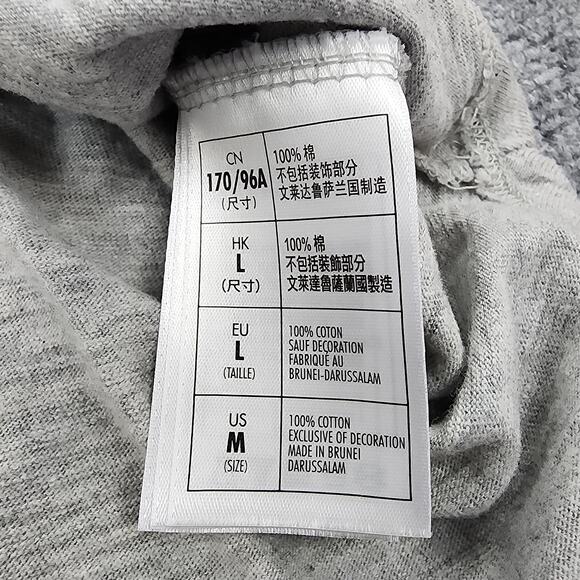 CN
170/96A
(尺寸)
100% 棉
不包括装饰部分
文莱达鲁萨兰国制造
HK
L
(尺寸)
100% 棉
不包括裝飾部分
文萊達魯薩蘭國製造
EU
L
(TAILLE)
100% COTON
SAUF DECORATION
FABRIQUÉ AU
BRUNEI-DARUSSALAM
US
M
(SIZE)
100% COTTON
EXCLUSIVE OF DECORATION
MADE IN BRUNEI
DARUSSALAM